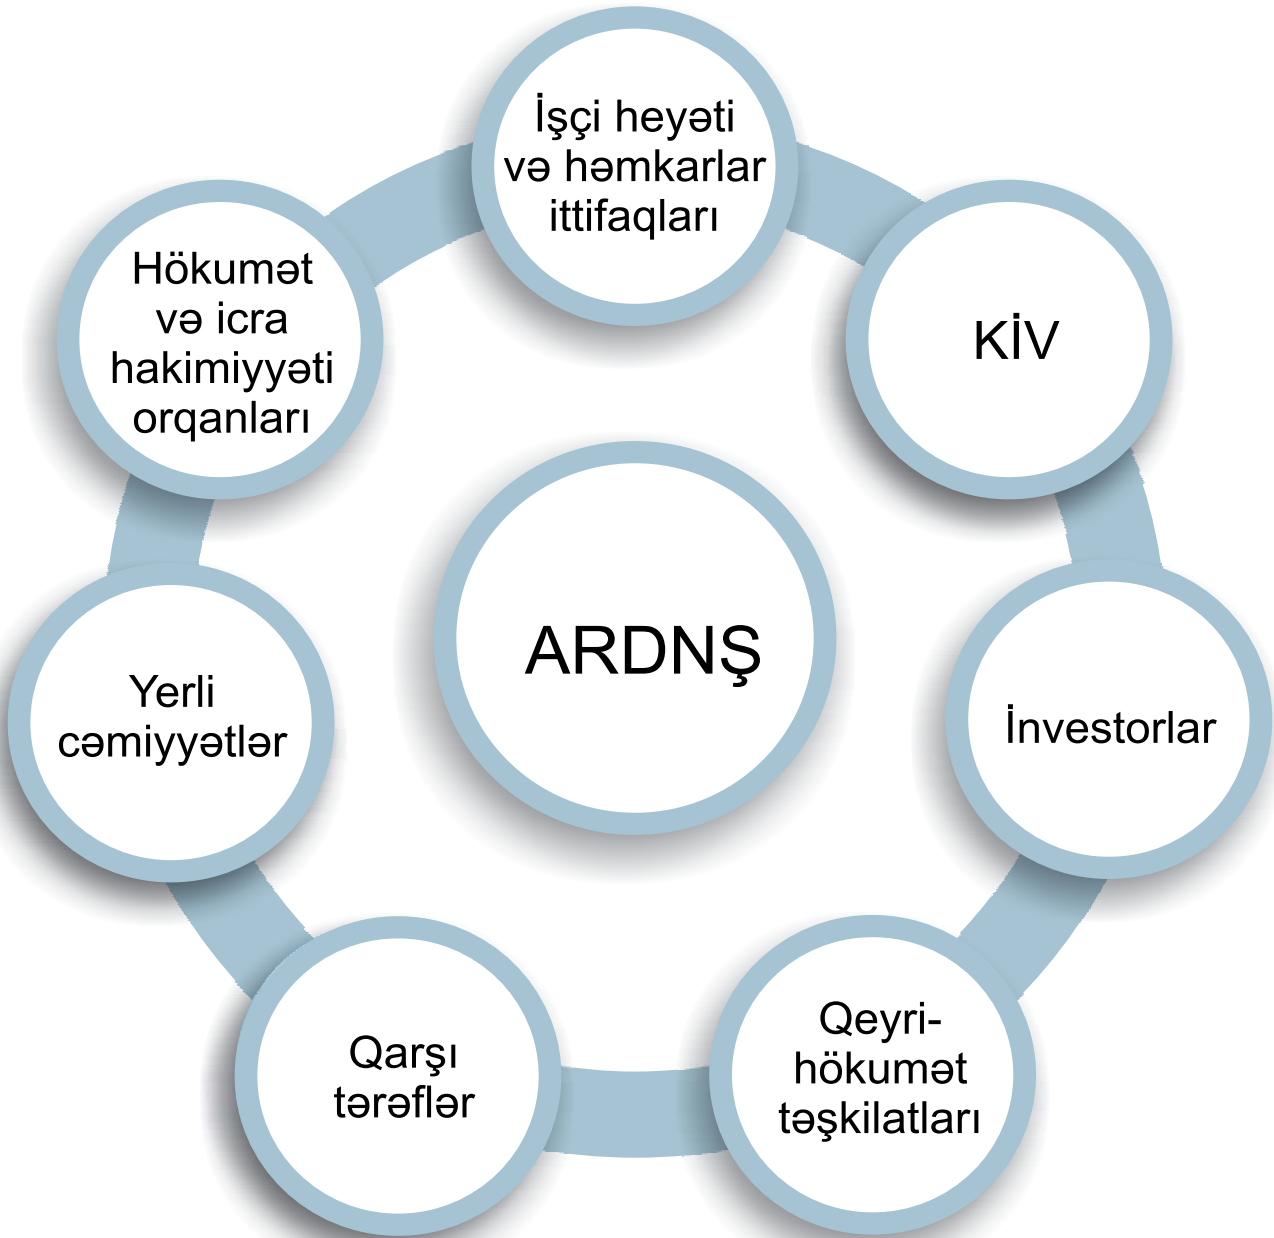 İşçi heyəti
və həmkarlar
ittifaqları
KİV
İnvestorlar
Qeyri-
hökumət
təşkilatları
Qarşı
tərəflər
Yerli
cəmiyyətlər
Hökumət
və icra
hakimiyyəti
orqanları
ARDNŞ